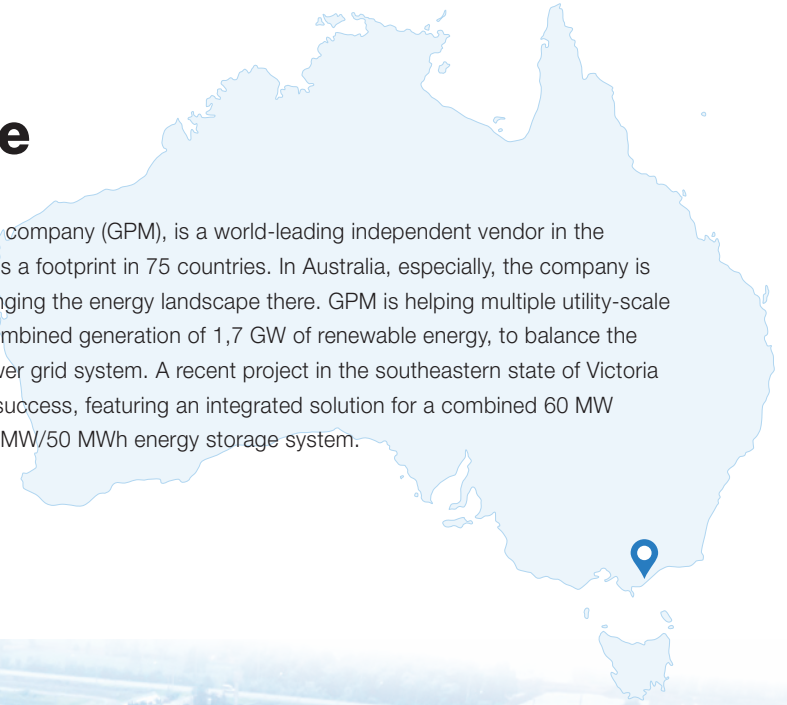 e
company (GPM), is a world-leading independent vendor in the
s a footprint in 75 countries. In Australia, especially, the company is
nging the energy landscape there. GPM is helping multiple utility-scale
mbined generation of 1,7 GW of renewable energy, to balance the
ver grid system. A recent project in the southeastern state of Victoria
success, featuring an integrated solution for a combined 60 MW
MW/50 MWh energy storage system.